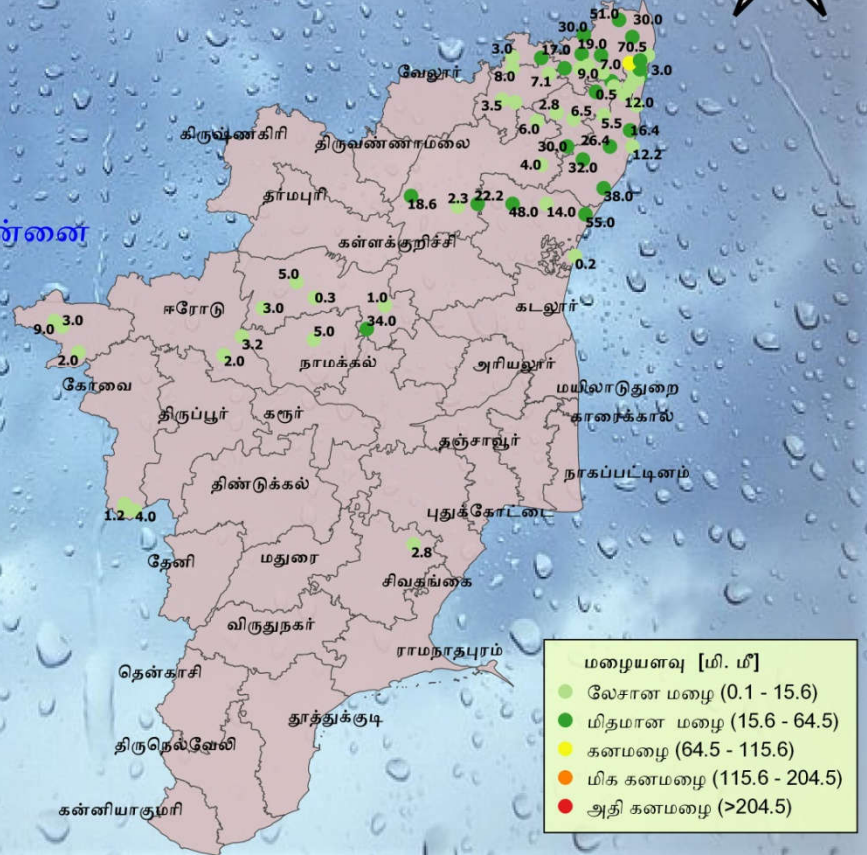 51.0
30.0 30.0
3.0 17.0 19.0 70.5
வேலூர் 8.0 7.1 9.0 7.0 3.0
3.5 2.8 0.5 12.0
6.0 6.5 5.5
கிருஷ்ணகிரி திருவண்ணாமலை 30.0 26.4 16.4
4.0 32.0 12.2
தர்மபுரி 18.6 2.3 22.2 48.0 14.0 38.0
55.0
ன்னை
கள்ளக்குறிச்சி
0.2
5.0
0.3 1.0
ஈரோடு 3.0 34.0 கடலூர்
9.0 3.0
3.2 5.0
2.0 2.0 நாமக்கல் அரியலூர்
கோவை மயிலாடுதுறை
திருப்பூர் கரூர் காரைக்கால்
தஞ்சாவூர்
திண்டுக்கல் நாகப்பட்டினம்
1.2 4.0 புதுக்கோட்டை
தேனி மதுரை 2.8
சிவகங்கை
விருதுநகர்
ராமநாதபுரம்
தென்காசி
தூத்துக்குடி
திருநெல்வேலி
கன்னியாகுமரி
மழையளவு [மி. மீ]
லேசான மழை (0.1 - 15.6)
மிதமான மழை (15.6 - 64.5)
கனமழை (64.5 - 115.6)
மிக கனமழை (115.6 - 204.5)
அதி கனமழை (>204.5)